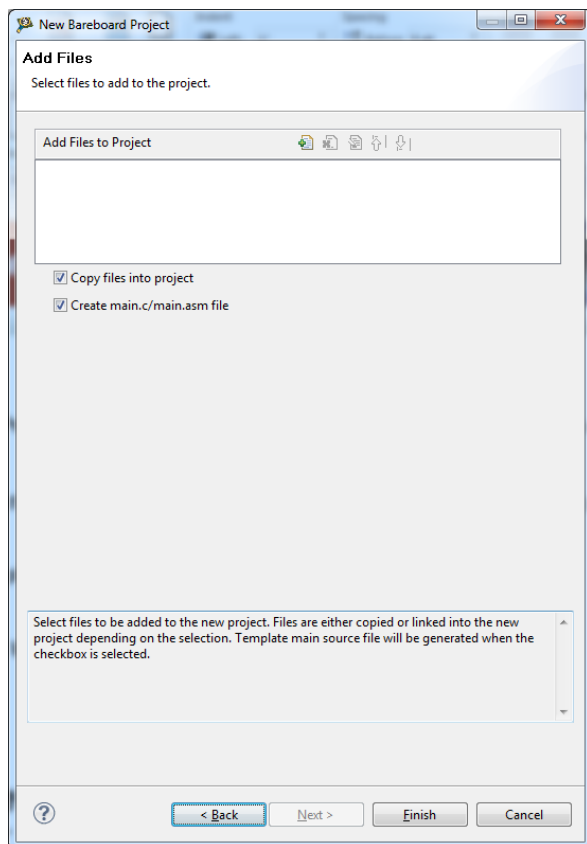 New Bareboard Project
Add Files
Select files to add to the project.
Add Files to Project
Copy files into project
Create main.c/main.asm file
Select files to be added to the new project. Files are either copied or linked into the new
project depending on the selection. Template main source file will be generated when the
checkbox is selected.
< Back Next > Finish Cancel